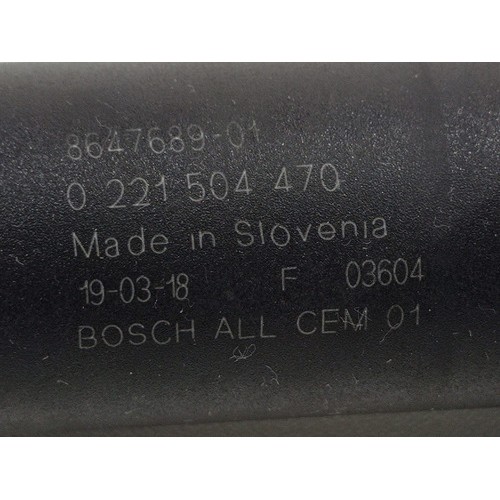 8647689-01
0 221 504 470
Made in Slovenia
19-03-18 F 03604
BOSCH ALL CEM 01